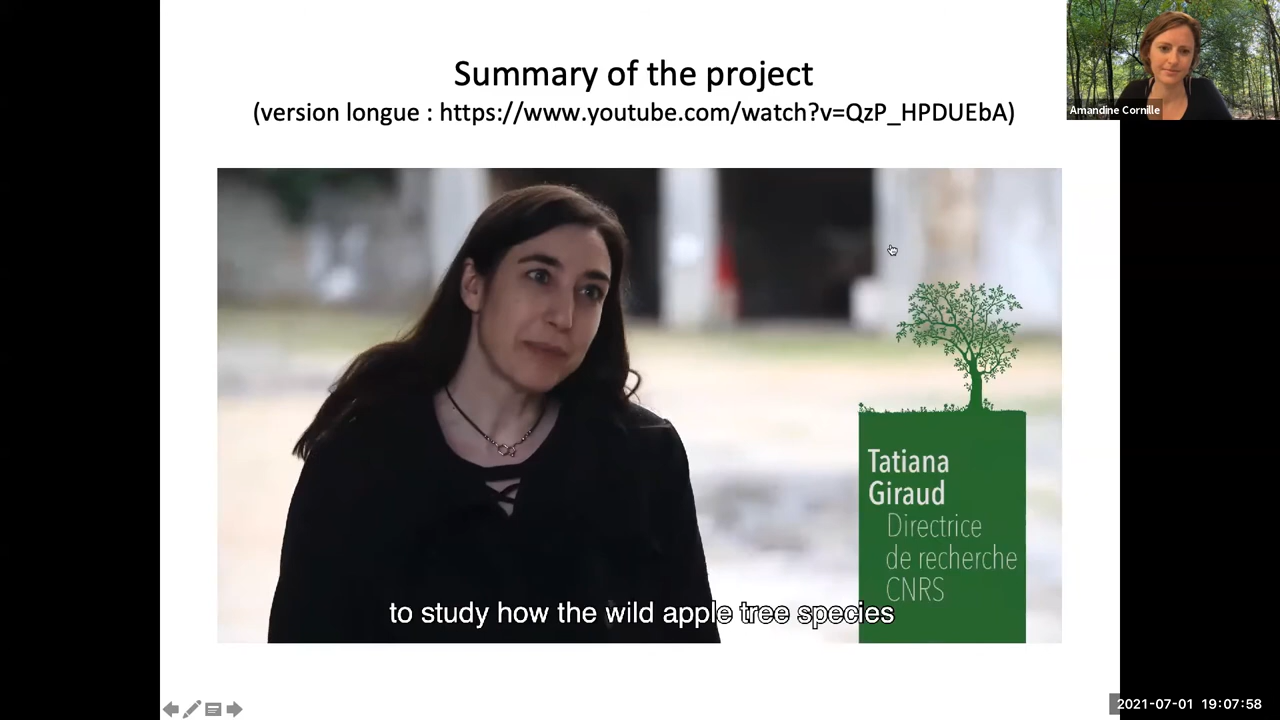 Summary of the project
(version longue : https://www.youtube.com/watch?v=QzP_HPDUEbA)
Amandine Cornille
Tatiana
Giraud
Directrice
de recherche
CNRS
to study how the wild apple tree species
2021-07-01 19:07:58